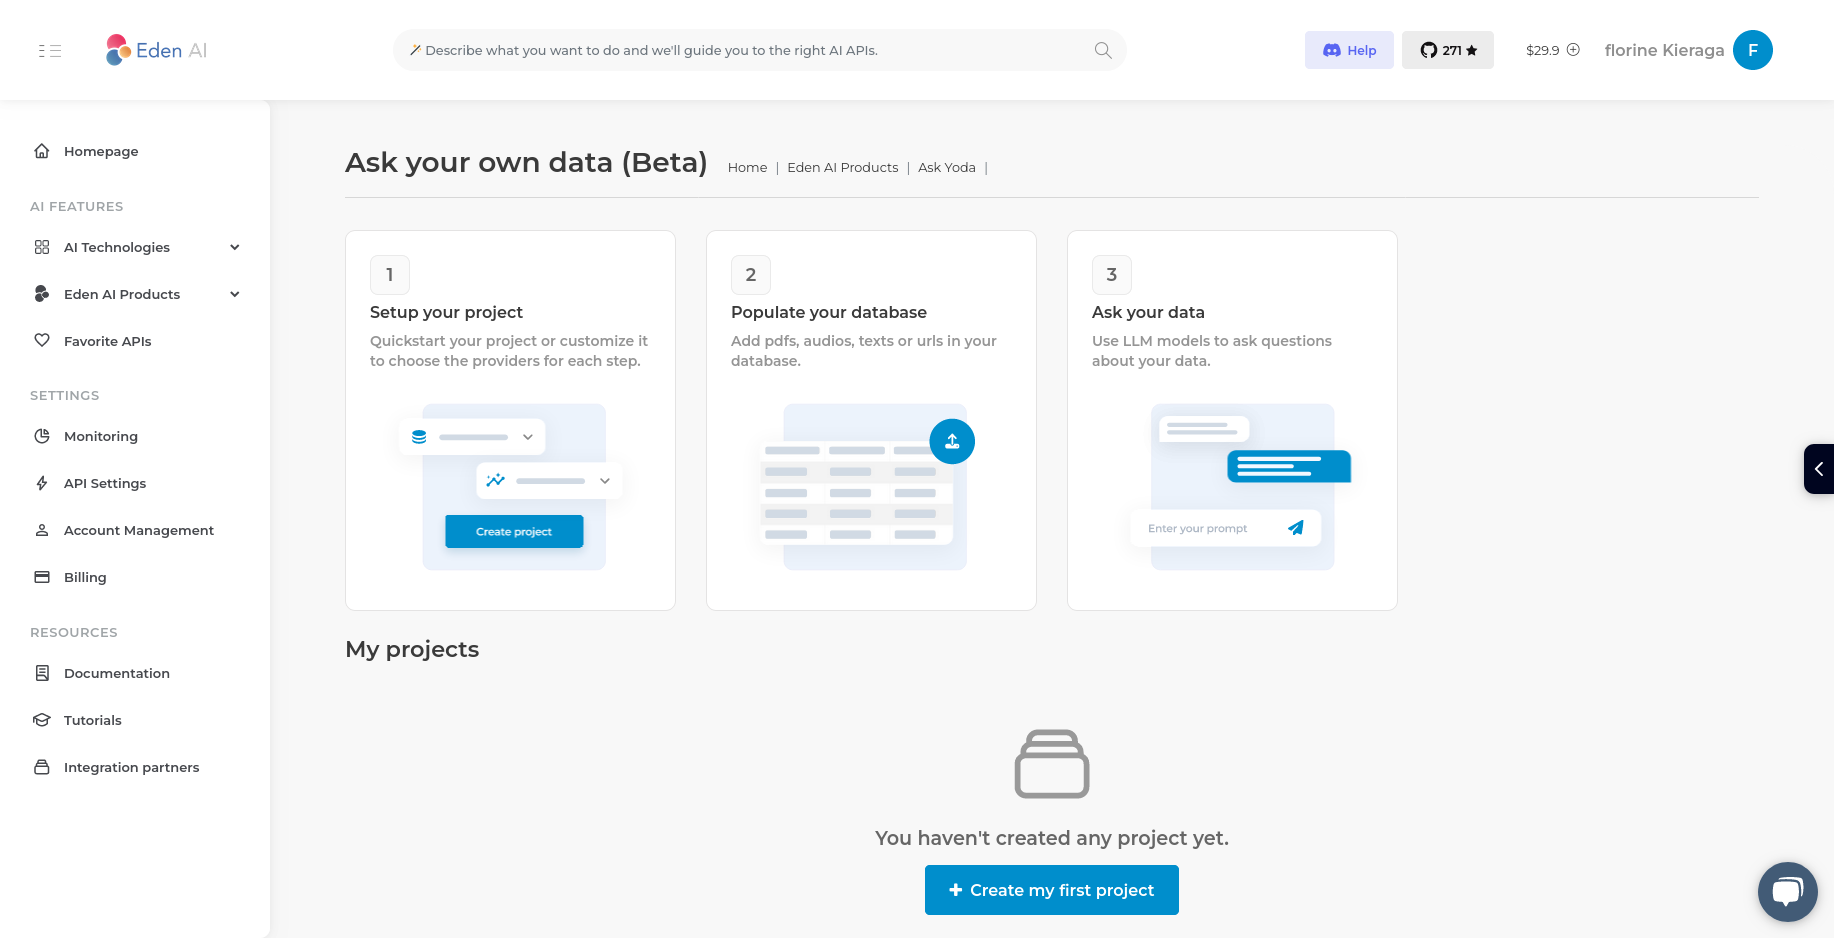 Eden AI
Describe what you want to do and we'll guide you to the right AI APIs.
Help
271
$29.9
florine Kieraga
F
Homepage
AI FEATURES
AI Technologies
Eden AI Products
Favorite APIs
SETTINGS
Monitoring
API Settings
Account Management
Billing
RESOURCES
Documentation
Tutorials
Integration partners
Ask your own data (Beta)
Home | Eden AI Products | Ask Yoda |
1
Setup your project
Quickstart your project or customize it
to choose the providers for each step.
Create project
2
Populate your database
Add pdfs, audios, texts or urls in your
database.
3
Ask your data
Use LLM models to ask questions
about your data.
Enter your prompt
My projects
You haven't created any project yet.
Create my first project